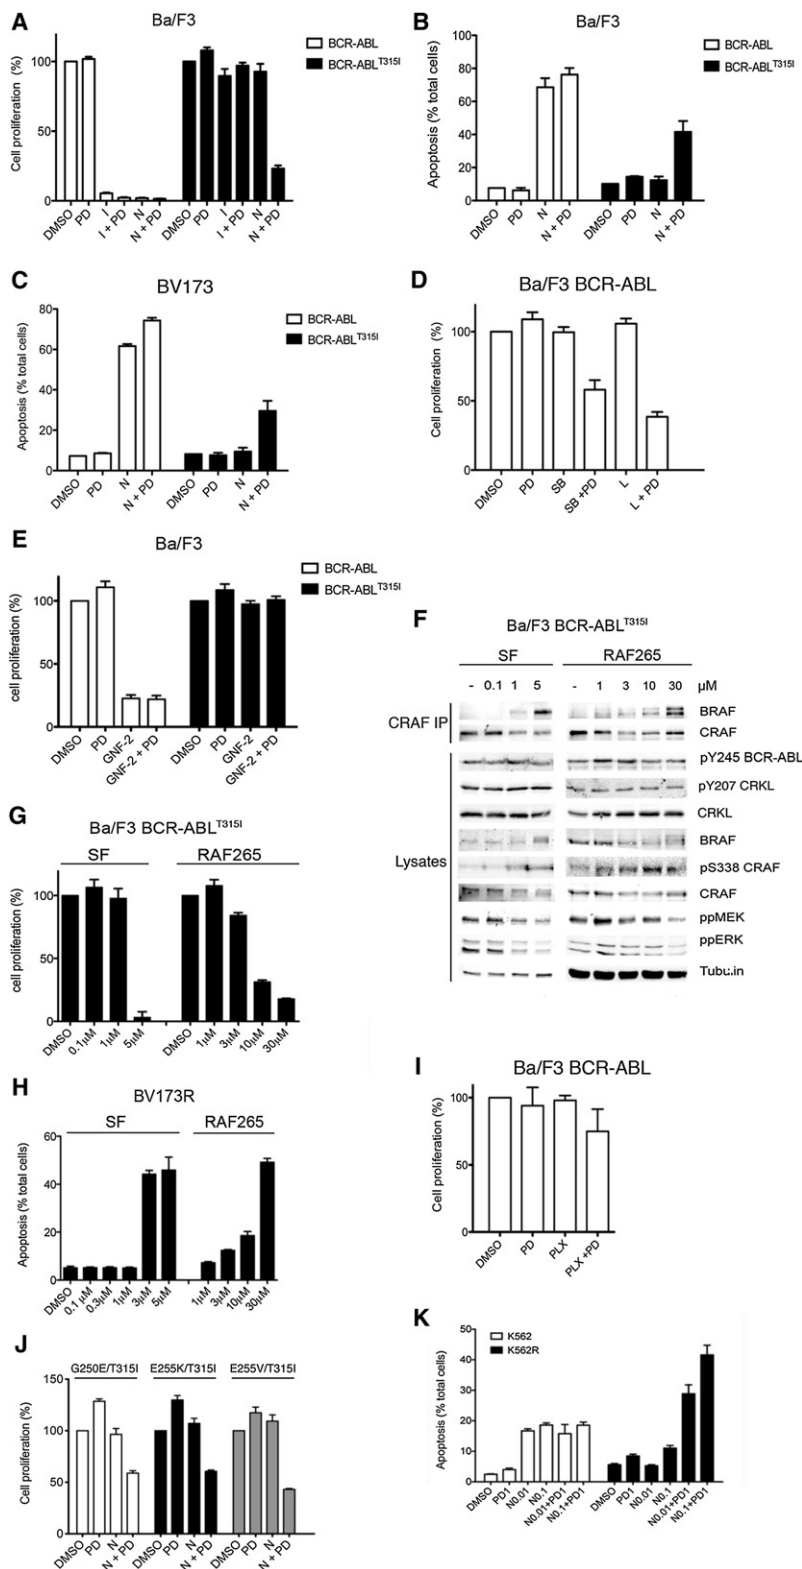 A
Ba/F3
BCR-ABL
BCR-ABLT315I
Cell proliferation (%)
100
50
0
DMSO
PD
I
I + PD
N
N + PD
DMSO
PD
I
I + PD
N
N + PD
B
Ba/F3
BCR-ABL
BCR-ABLT315I
Apoptosis (% total cells)
100
80
60
40
20
0
DMSO
PD
N
N + PD
DMSO
PD
N
N + PD
C
BV173
BCR-ABL
BCR-ABLT315I
Apoptosis (% total cells)
80
60
40
20
0
DMSO
PD
N
N + PD
DMSO
PD
N
N + PD
D
Ba/F3 BCR-ABL
Cell proliferation (%)
100
50
0
DMSO
PD
SB
SB +PD
L
L + PD
E
Ba/F3
BCR-ABL
BCR-ABLT315I
cell proliferation (%)
100
50
0
DMSO
PD
GNF-2
GNF-2 + PD
DMSO
PD
GNF-2
GNF-2 + PD
F
Ba/F3 BCR-ABLT315I
SF RAF265
- 0.1 1 5 - 1 3 10 30 µM
CRAF IP
BRAF
CRAF
Lysates
pY245 BCR-ABL
pY207 CRKL
CRKL
BRAF
pS338 CRAF
CRAF
ppMEK
ppERK
Tubu.in
G
Ba/F3 BCR-ABLT315I
SF RAF265
cell proliferation (%)
100
50
0
DMSO
0.1µM
1µM
5µM
DMSO
1µM
3µM
10µM
30µM
H
BV173R
SF RAF265
Apoptosis (% total cells)
60
40
20
0
DMSO
0.1 µM
0.3µM
1µM
3µM
5µM
1µM
3µM
10µM
30µM
I
Ba/F3 BCR-ABL
Cell proliferation (%)
100
50
0
DMSO
PD
PLX
PLX +PD
J
G250E/T315I E255K/T315I E255V/T315I
Cell proliferation (%)
150
100
50
0
DMSO
PD
N
N + PD
DMSO
PD
N
N + PD
DMSO
PD
N
N + PD
K
K562
K562R
Apoptosis (% total cells)
50
40
30
20
10
0
DMSO
PD1
N0.01
N0.1
N0.01+PD1
N0.1+PD1
DMSO
PD1
N0.01
N0.1
N0.01+PD1
N0.1+PD1